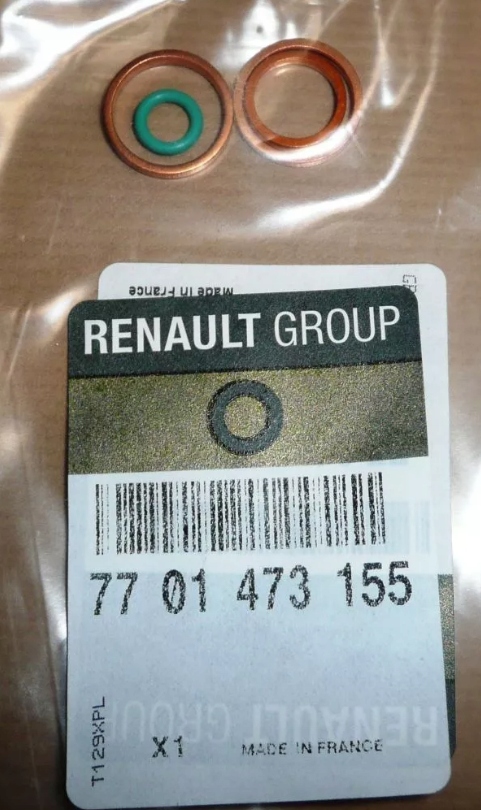 Made in France
RENAULT GROUP
77 01 473 155
T129XPL
X1
MADE IN FRANCE
RENAULT GROUP